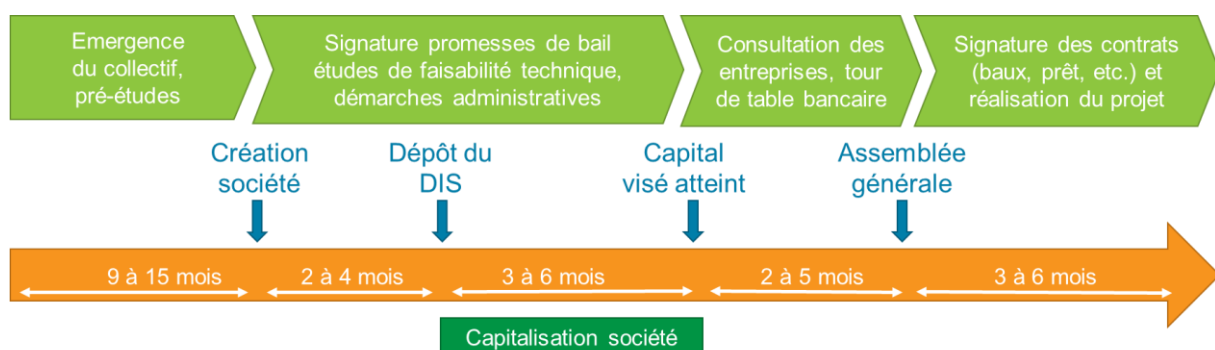 Emergence
du collectif,
pré-études
Signature promesses de bail
études de faisabilité technique,
démarches administratives
Consultation des
entreprises, tour
de table bancaire
Signature des contrats
(baux, prêt, etc.) et
réalisation du projet
Création
société
Dépôt du
DIS
Capital
visé atteint
Assemblée
générale
9 à 15 mois
2 à 4 mois
3 à 6 mois
2 à 5 mois
3 à 6 mois
Capitalisation société